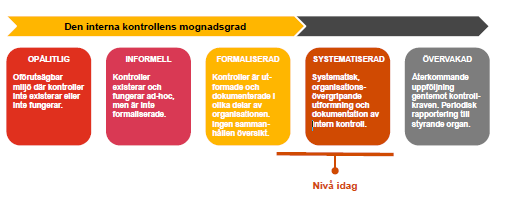 Den interna kontrollens mognadsgrad
OPÅLITLIG
Oförutsägbar
miljö där kontroller
inte existerar eller
inte fungerar.
INFORMELL
Kontroller
existerar och
fungerar ad-hoc,
men är inte
formaliserade.
FORMALISERAD
Kontroller är ut-
formade och
dokumenterade i
olika delar av
organisationen.
Ingen samman-
hållen översikt.
SYSTEMATISERAD
Systematisk,
organisations-
övergripande
utformning och
dokumentation av
intern kontroll.
ÖVERVAKAD
Återkommande
uppföljning
gentemot kontroll-
kraven. Periodisk
rapportering till
styrande organ.
Nivå idag